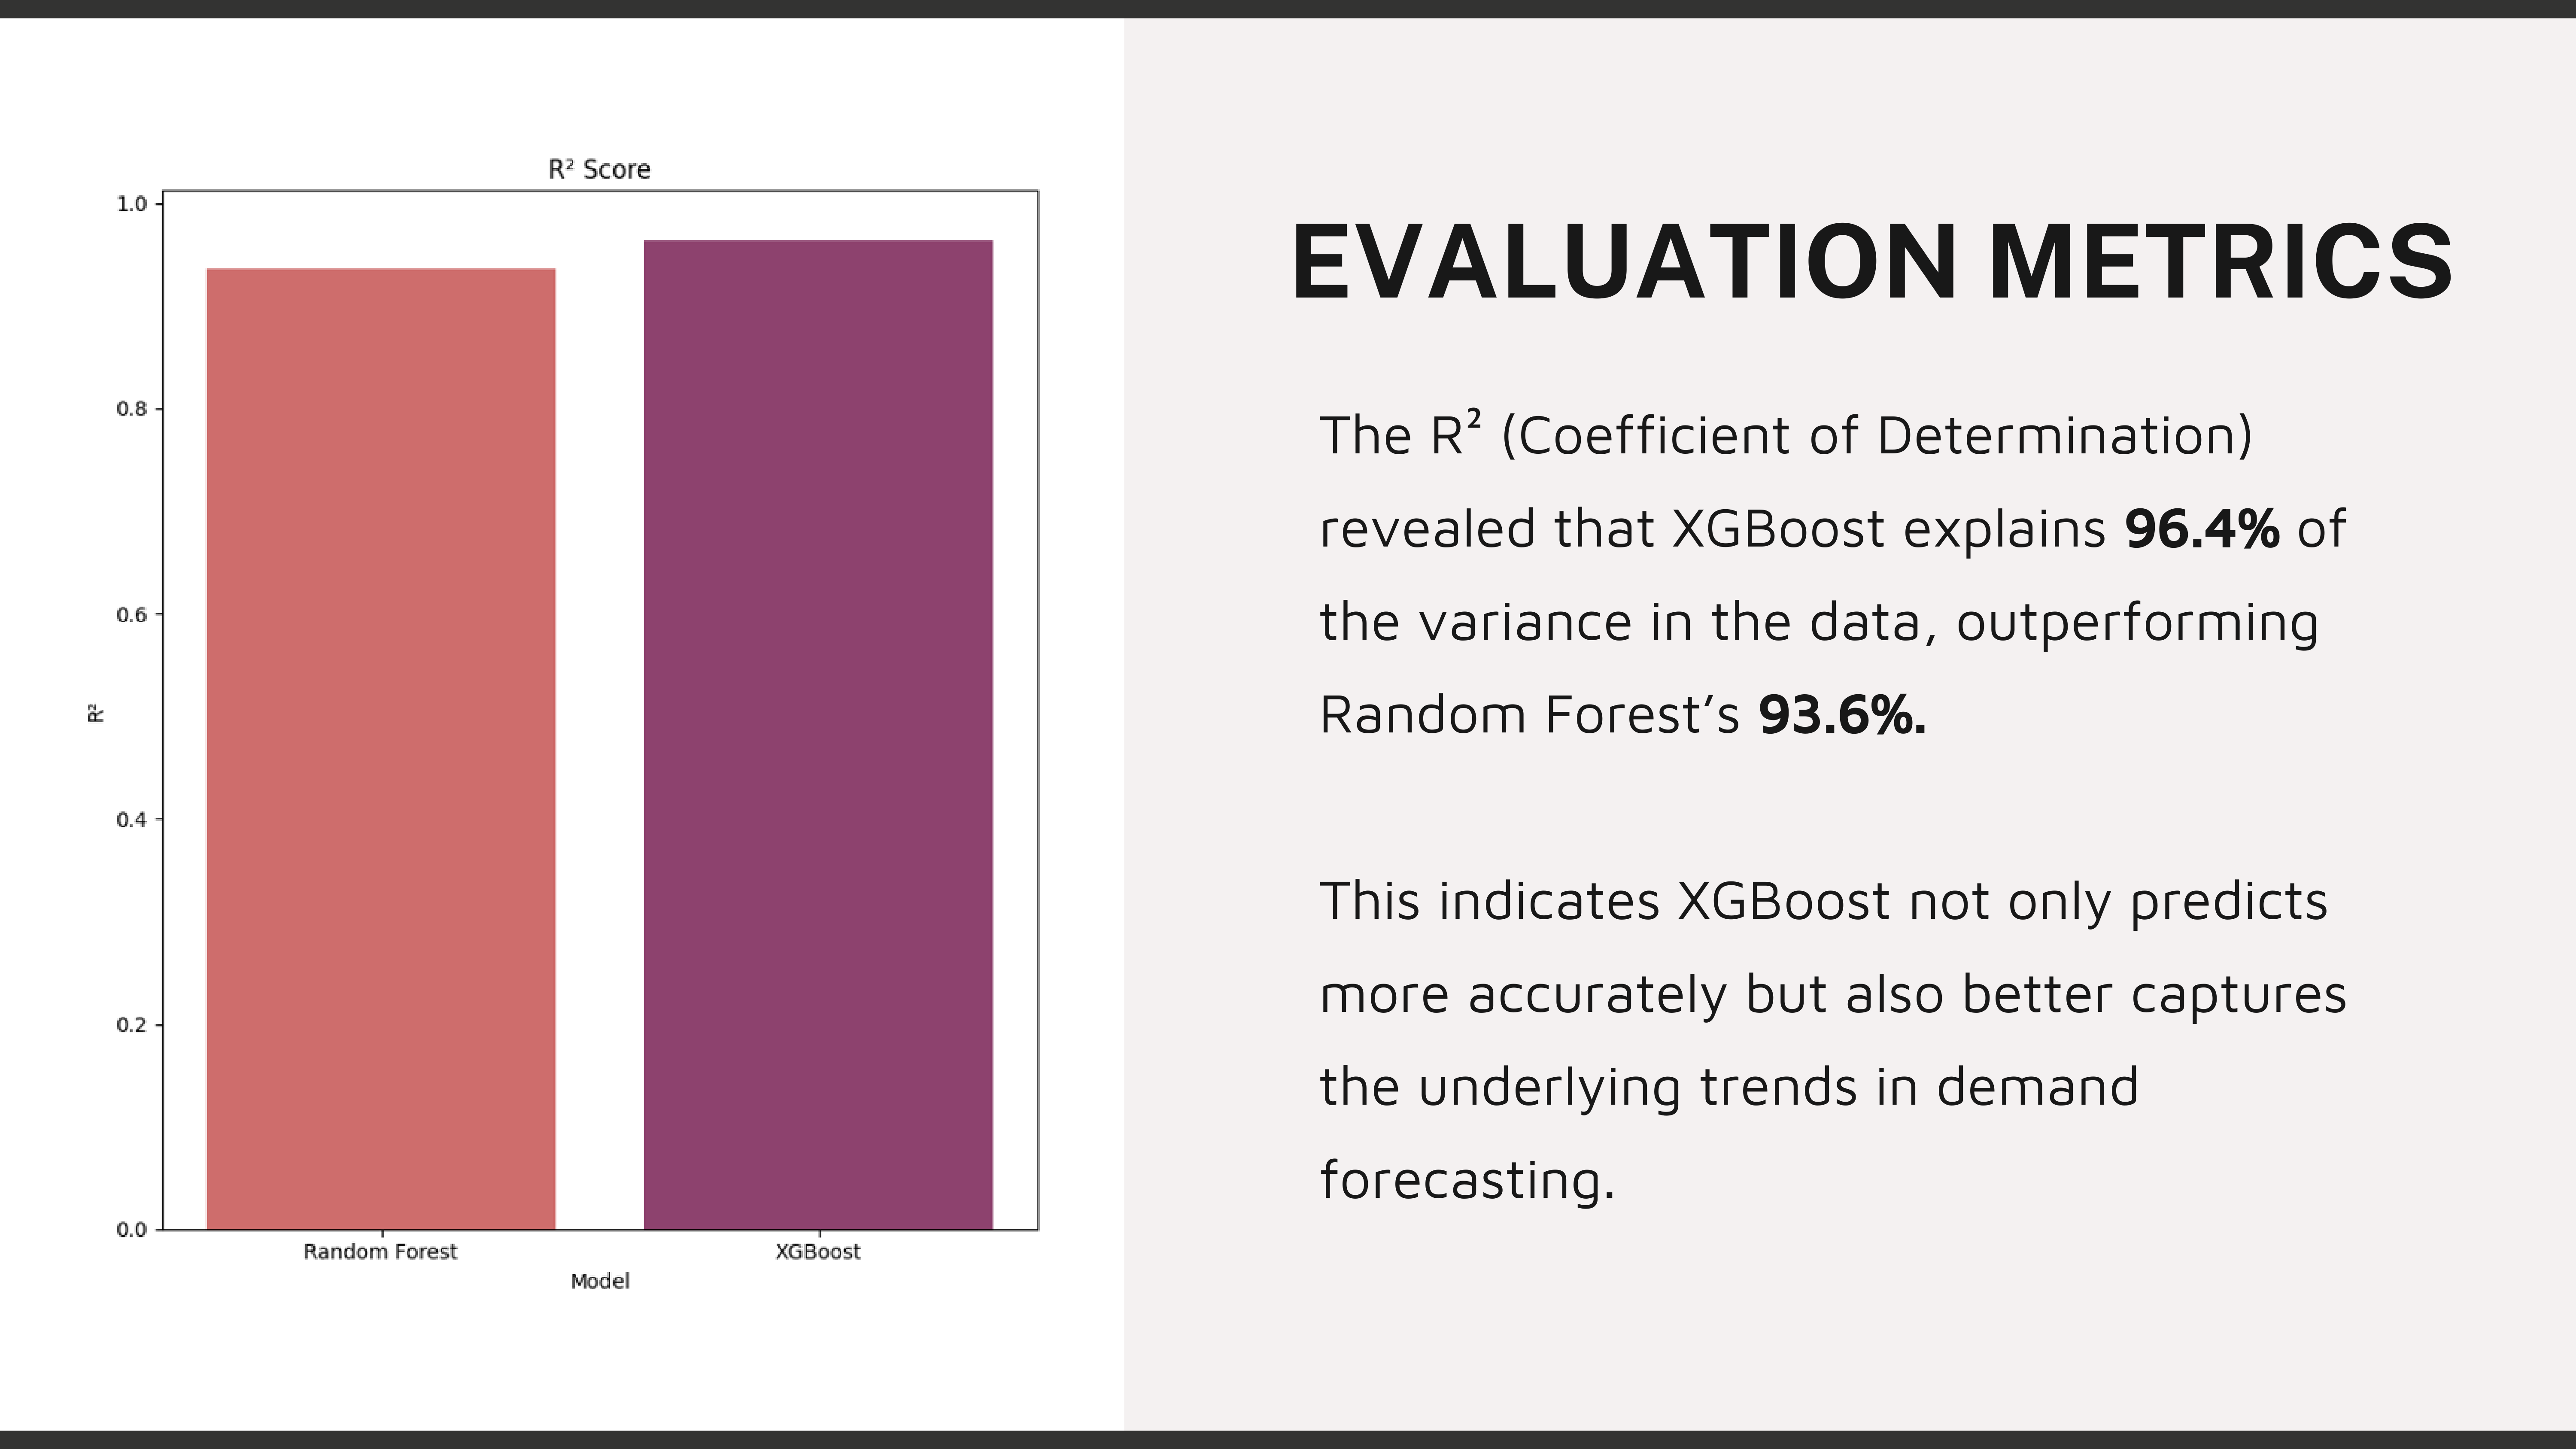 R² Score
1.0
0.8
0.6
0.4
0.2
0.0
R²
Random Forest
XGBoost
Model
EVALUATION METRICS
The R² (Coefficient of Determination)
revealed that XGBoost explains 96.4% of
the variance in the data, outperforming
Random Forest’s 93.6%.
This indicates XGBoost not only predicts
more accurately but also better captures
the underlying trends in demand
forecasting.